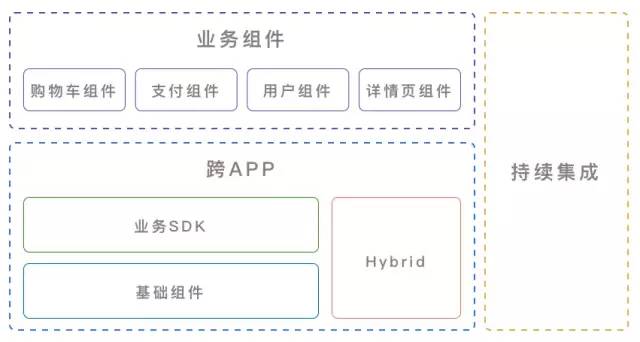 业务组件
购物车组件
支付组件
用户组件
详情页组件
跨APP
业务SDK
基础组件
Hybrid
持续集成